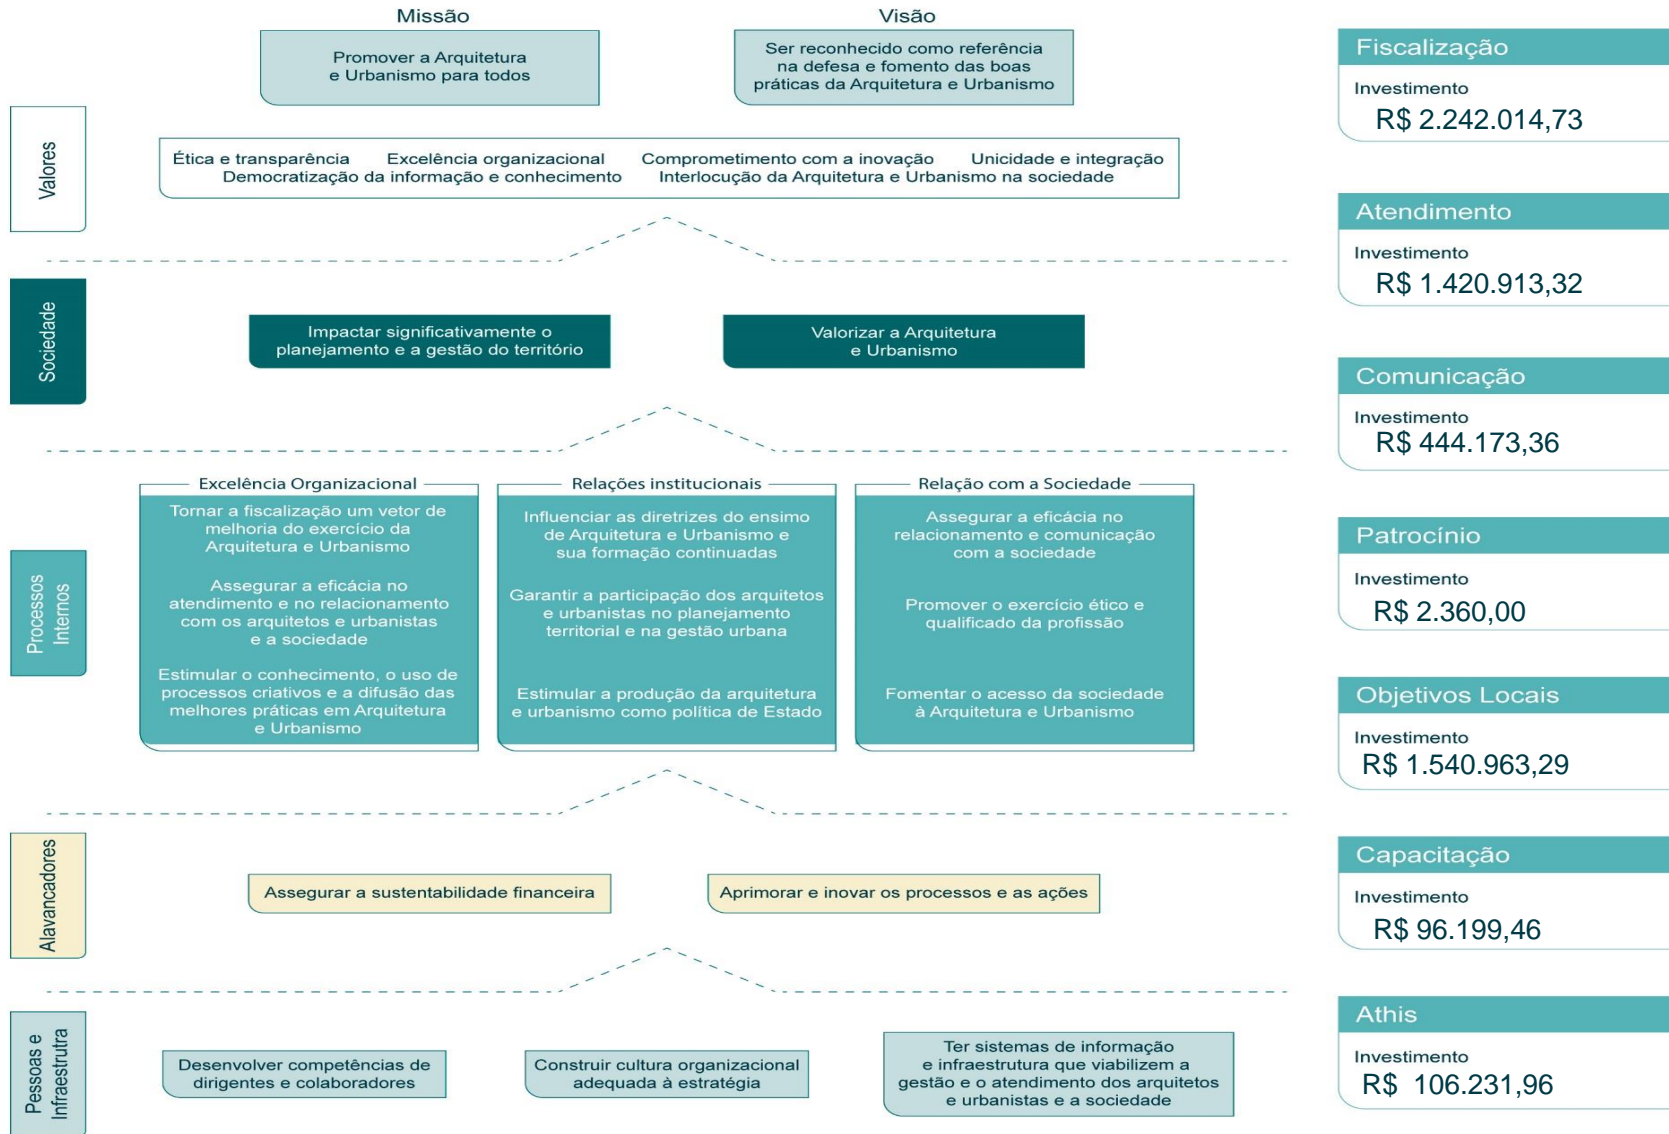 Missão
Promover a Arquitetura
e Urbanismo para todos
Visão
Ser reconhecido como referência
na defesa e fomento das boas
práticas da Arquitetura e Urbanismo
Valores
Ética e transparência Excelência organizacional Comprometimento com a inovação Unicidade e integração
Democratização da informação e conhecimento Interlocução da Arquitetura e Urbanismo na sociedade
Sociedade
Impactar significativamente o
planejamento e a gestão do território
Valorizar a Arquitetura
e Urbanismo
Processos
Internos
Excelência Organizacional
Tornar a fiscalização um vetor de
melhoria do exercício da
Arquitetura e Urbanismo
Assegurar a eficácia no
atendimento e no relacionamento
com os arquitetos e urbanistas
e a sociedade
Estimular o conhecimento, o uso de
processos criativos e a difusão das
melhores práticas em Arquitetura
e Urbanismo
Relações institucionais
Influenciar as diretrizes do ensimo
de Arquitetura e Urbanismo e
sua formação continuadas
Garantir a participação dos arquitetos
e urbanistas no planejamento
territorial e na gestão urbana
Estimular a produção da arquitetura
e urbanismo como política de Estado
Relação com a Sociedade
Assegurar a eficácia no
relacionamento e comunicação
com a sociedade
Promover o exercício ético e
qualificado da profissão
Fomentar o acesso da sociedade
à Arquitetura e Urbanismo
Alavancadores
Assegurar a sustentabilidade financeira
Aprimorar e inovar os processos e as ações
Pessoas e
Infraestrutra
Desenvolver competências de
dirigentes e colaboradores
Construir cultura organizacional
adequada à estratégia
Ter sistemas de informação
e infraestrutura que viabilizem a
gestão e o atendimento dos arquitetos
e urbanistas e a sociedade
Fiscalização
Investimento
R$ 2.242.014,73
Atendimento
Investimento
R$ 1.420.913,32
Comunicação
Investimento
R$ 444.173,36
Patrocínio
Investimento
R$ 2.360,00
Objetivos Locais
Investimento
R$ 1.540.963,29
Capacitação
Investimento
R$ 96.199,46
Athis
Investimento
R$ 106.231,96